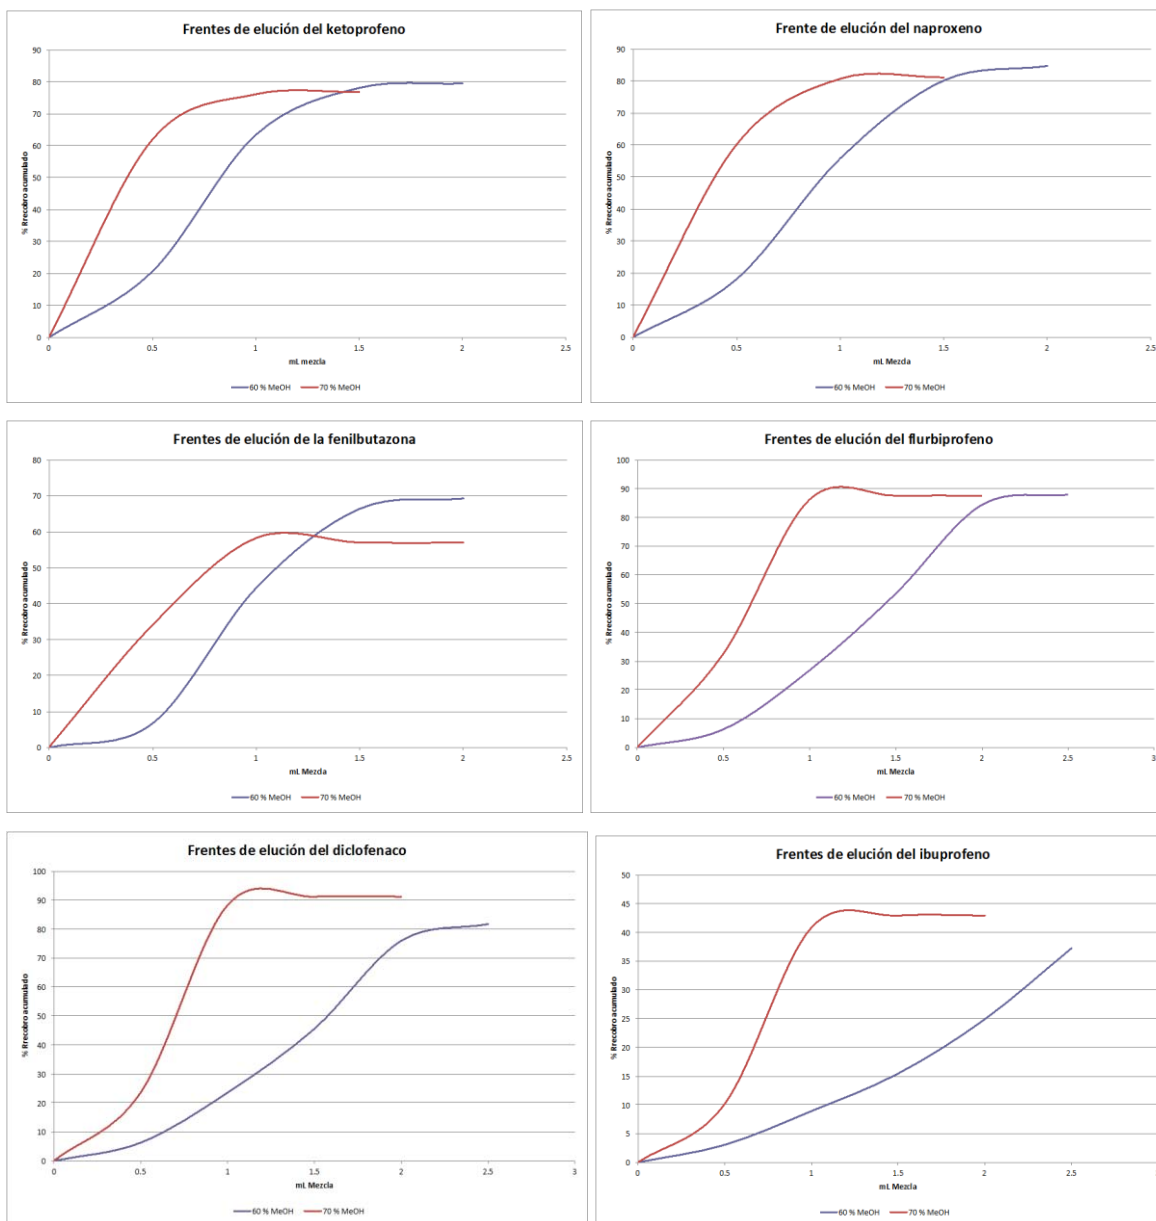 Frentes de elución del ketoprofeno
90
80
70
60
50
40
30
20
10
0
% Rrecobro acumulado
0 0.5 1 1.5 2 2.5
mL mezcla
60 % MeOH 70 % MeOH
Frente de elución del naproxeno
90
80
70
60
50
40
30
20
10
0
% Rrecobro acumulado
0 0.5 1 1.5 2 2.5
mL Mezcla
60 % MeOH 70 % MeOH
Frentes de elución de la fenilbutazona
80
70
60
50
40
30
20
10
0
% Rrecobro acumulado
0 0.5 1 1.5 2 2.5
mL Mezcla
60 % MeOH 70 % MeOH
Frentes de elución del flurbiprofeno
100
90
80
70
60
50
40
30
20
10
0
% Rrecobro acumulado
0 0.5 1 1.5 2 2.5 3
mL Mezcla
60 % MeOH 70 % MeOH
Frentes de elución del diclofenaco
100
90
80
70
60
50
40
30
20
10
0
% Rrecobro acumulado
0 0.5 1 1.5 2 2.5 3
mL Mezcla
60 % MeOH 70 % MeOH
Frentes de elución del ibuprofeno
50
45
40
35
30
25
20
15
10
5
0
% Rrecobro acumulado
0 0.5 1 1.5 2 2.5
mL Mezcla
60 % MeOH 70 % MeOH